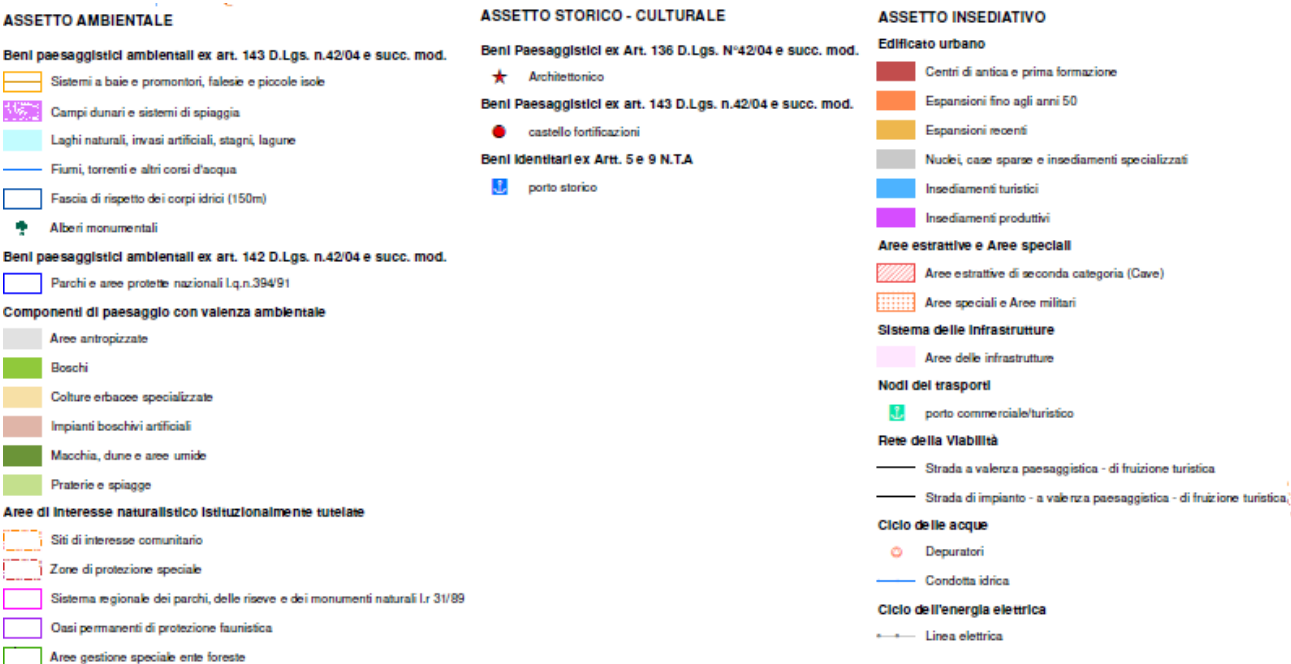 ASSETTO AMBIENTALE
Beni paesaggistici ambientali ex art. 143 D.Lgs. n.42/04 e succ. mod.
Sistemi a baie e promontori, falesie e piccole isole
Campi dunari e sistemi di spiaggia
Laghi naturali, invasi artificiali, stagni, lagune
Fiumi, torrenti e altri corsi d'acqua
Fascia di rispetto dei corpi idrici (150m)
Alberi monumentali
Beni paesaggistici ambientali ex art. 142 D.Lgs. n.42/04 e succ. mod.
Parchi e aree protette nazionali l.q.n.394/91
Componenti di paesaggio con valenza ambientale
Aree antropizzate
Boschi
Colture erbacee specializzate
Impianti boschivi artificiali
Macchia, dune e aree umide
Praterie e spiagge
Aree di interesse naturalistico istituzionalmente tutelate
Siti di interesse comunitario
Zone di protezione speciale
Sistema regionale dei parchi, delle riseve e dei monumenti naturali l.r 31/89
Oasi permanenti di protezione faunistica
Aree gestione speciale ente foreste
ASSETTO STORICO - CULTURALE
Beni Paesaggistici ex Art. 136 D.Lgs. N°42/04 e succ. mod.
Architettonico
Beni Paesaggistici ex art. 143 D.Lgs. n.42/04 e succ. mod.
castello fortificazioni
Beni identitari ex Artt. 5 e 9 N.T.A
porto storico
ASSETTO INSEDIATIVO
Edificato urbano
Centri di antica e prima formazione
Espansioni fino agli anni 50
Espansioni recenti
Nuclei, case sparse e insediamenti specializzati
Insediamenti turistici
Insediamenti produttivi
Aree estrattive e Aree speciali
Aree estrattive di seconda categoria (Cave)
Aree speciali e Aree militari
Sistema delle infrastrutture
Aree delle infrastrutture
Nodi dei trasporti
porto commerciale/turistico
Rete della Viabilità
Strada a valenza paesaggistica - di fruizione turistica
Strada di impianto - a valenza paesaggistica - di fruizione turistica
Ciclo delle acque
Depuratori
Condotta idrica
Ciclo dell'energia elettrica
Linea elettrica